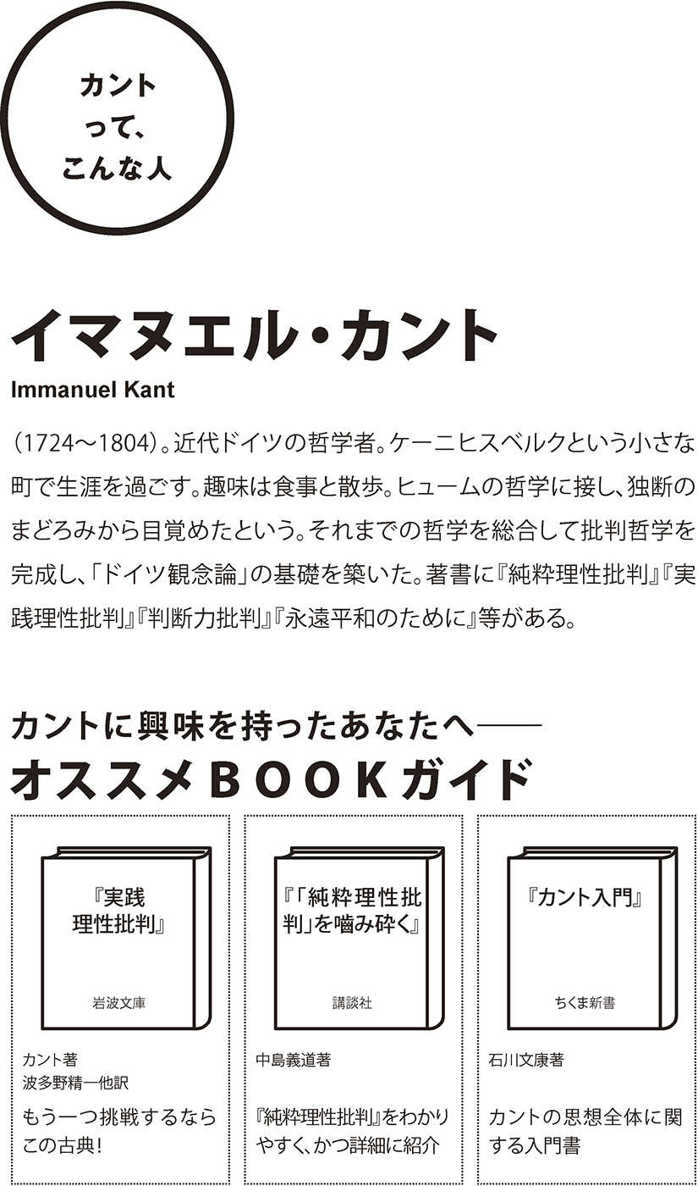 カント
って、
こんな人
イマヌエル・カント
Immanuel Kant
（1724～1804）。近代ドイツの哲学者。ケーニヒスベルクという小さな
町で生涯を過ごす。趣味は食事と散歩。ヒュームの哲学に接し、独断の
まどろみから目覚めたという。それまでの哲学を総合して批判哲学を
完成し、「ドイツ観念論」の基礎を築いた。著書に『純粋理性批判』『実
践理性批判』『判断力批判』『永遠平和のために』等がある。
カントに興味を持ったあなたへ——
オススメBOOKガイド
『実践
理性批判』
岩波文庫
カント著
波多野精一他訳
もう一つ挑戦するなら
この古典！
『「純粋理性批
判」を嚙み砕く』
講談社
中島義道著
『純粋理性批判』をわかり
やすく、かつ詳細に紹介
『カント入門』
ちくま新書
石川文康著
カントの思想全体に関
する入門書